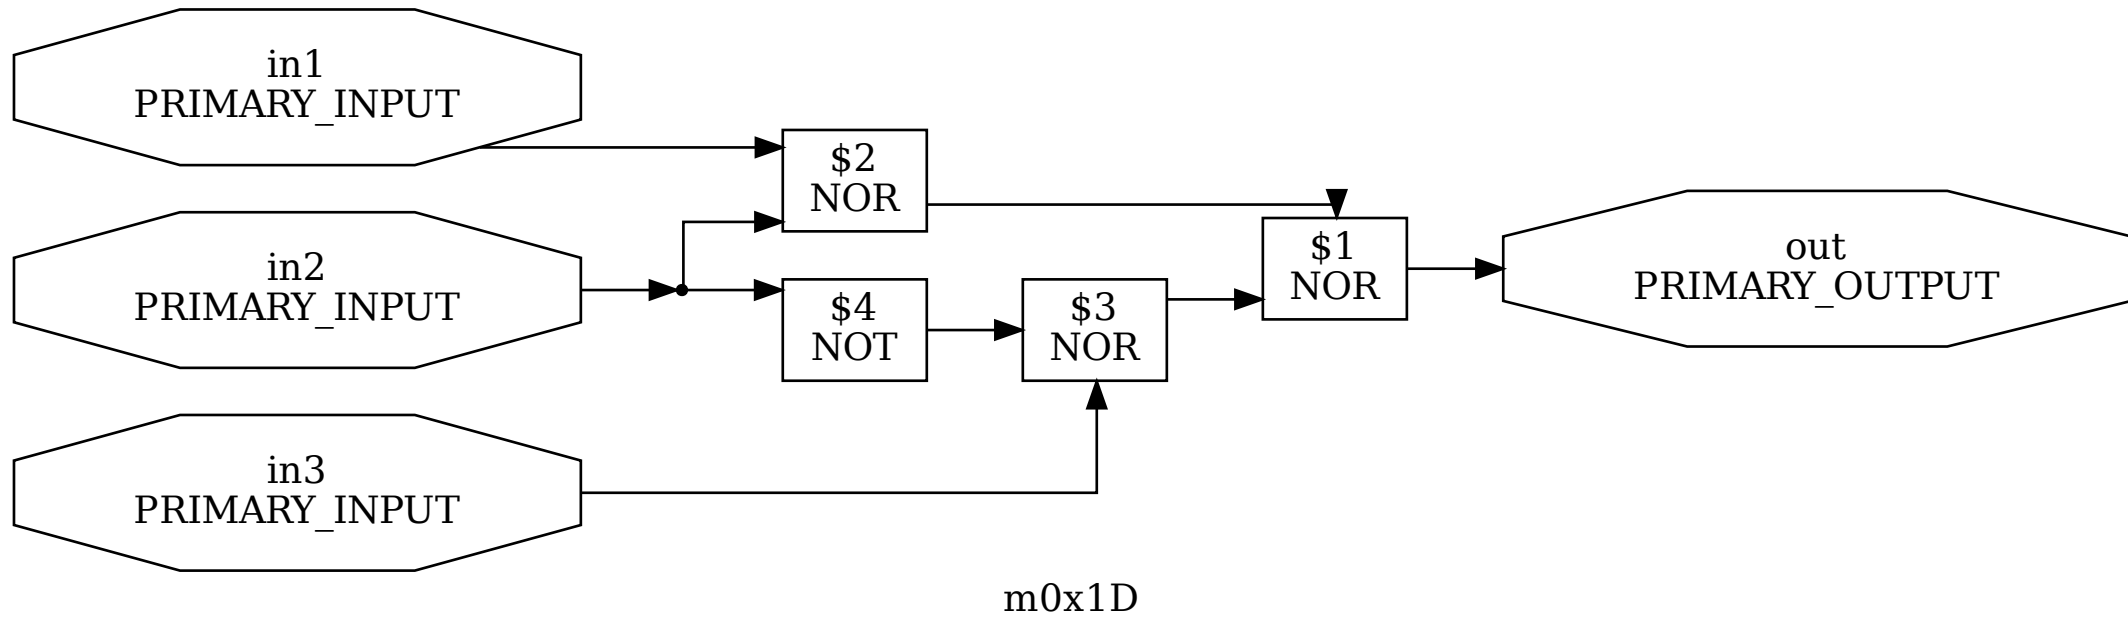 in1
PRIMARY_INPUT
$2
NOR
in2
PRIMARY_INPUT
$4
NOT
$3
NOR
$1
NOR
out
PRIMARY_OUTPUT
in3
PRIMARY_INPUT
m0x1D